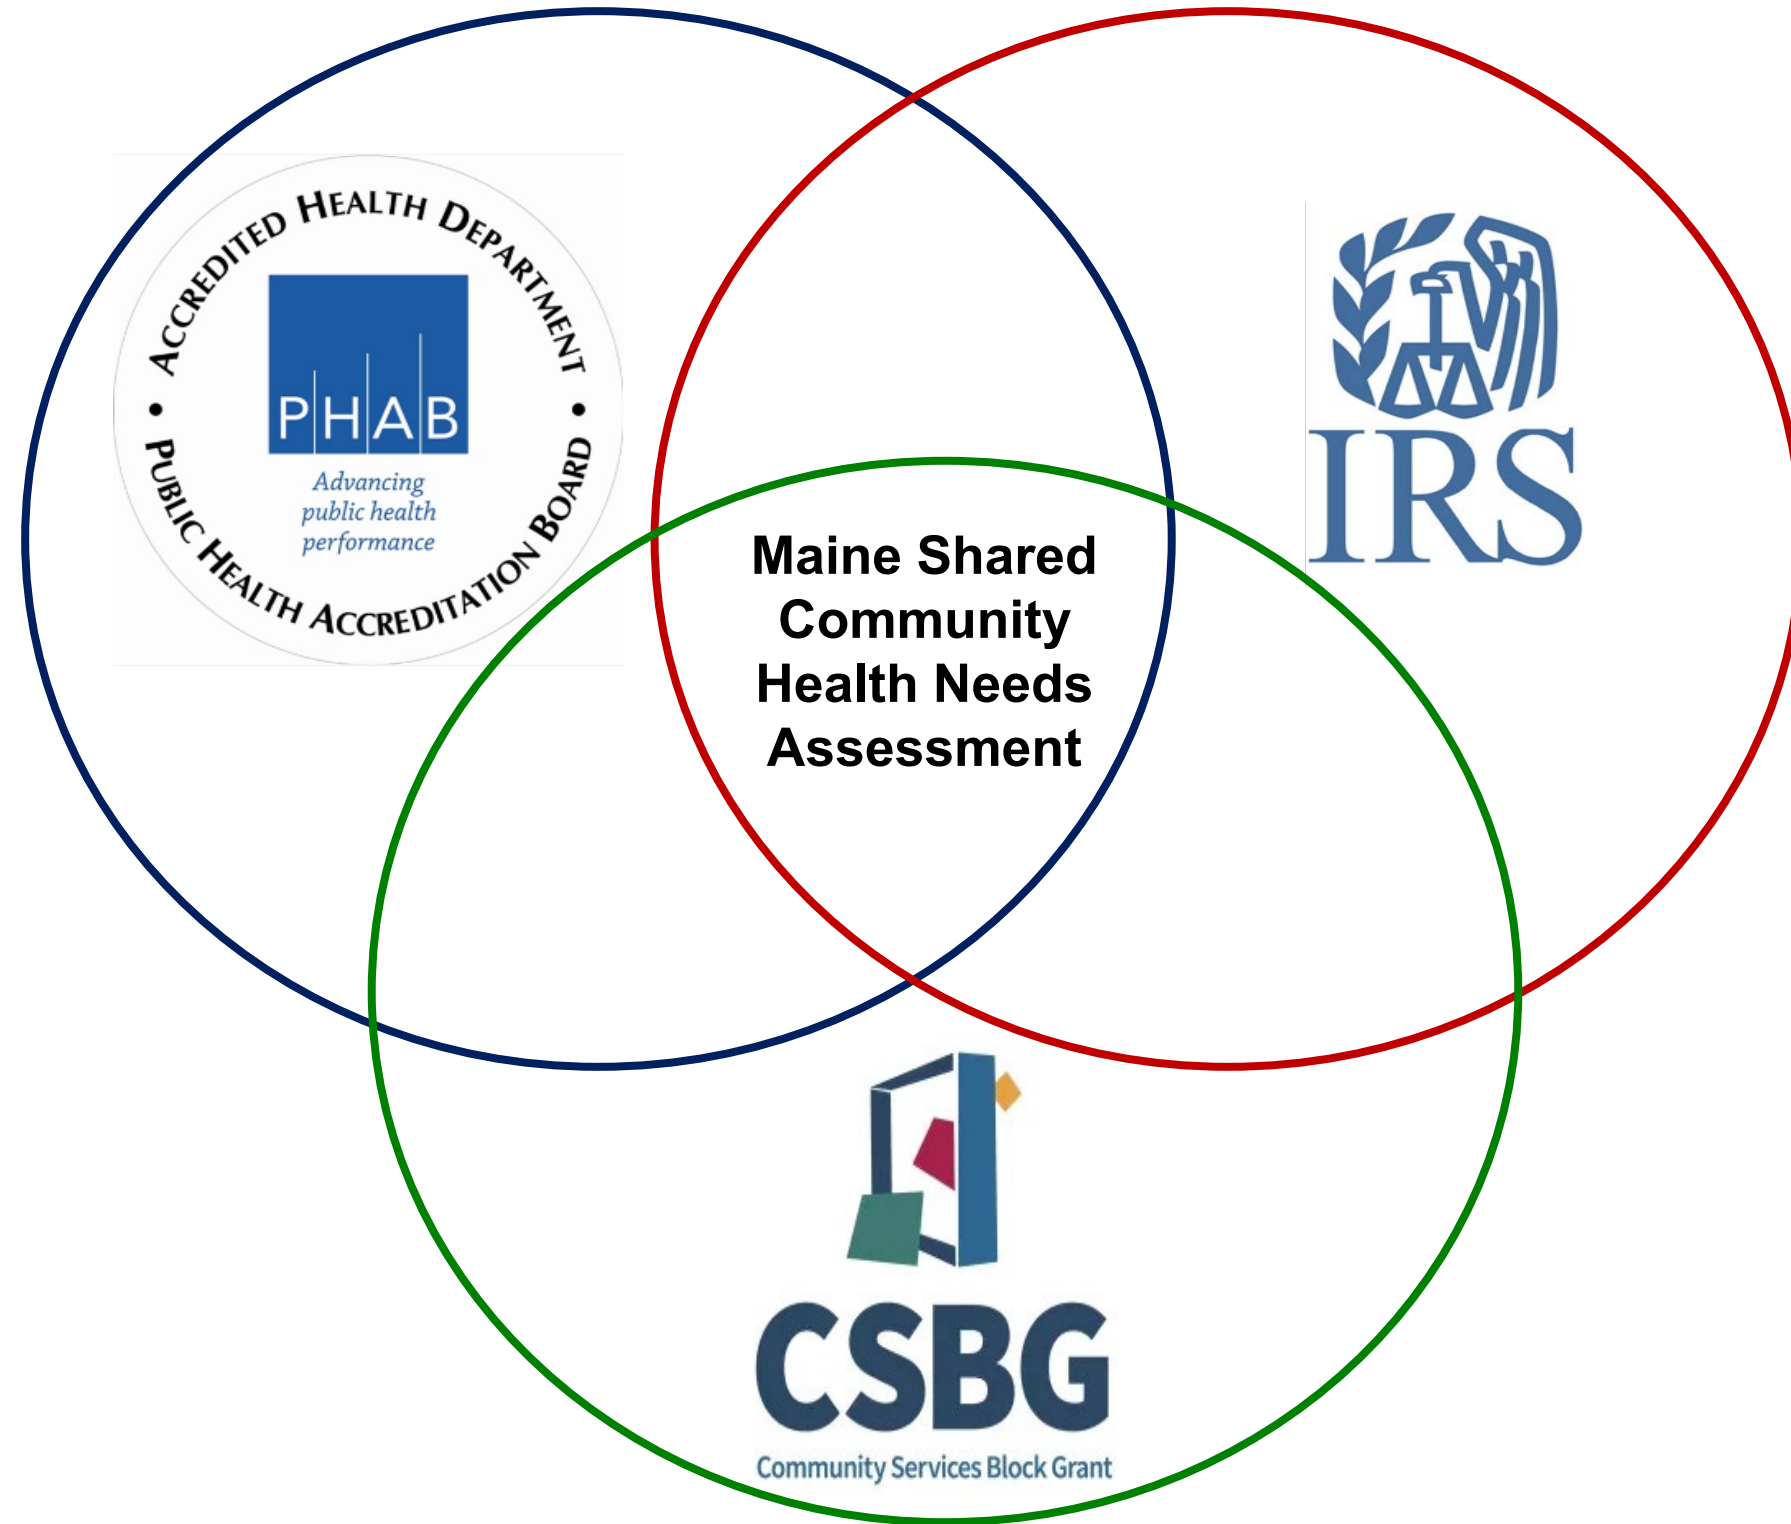 ACCREDITED HEALTH DEPARTMENT
PHAB
Advancing
public health
performance
PUBLIC HEALTH ACCREDITATION BOARD
IRS
Maine Shared
Community
Health Needs
Assessment
CSBG
Community Services Block Grant